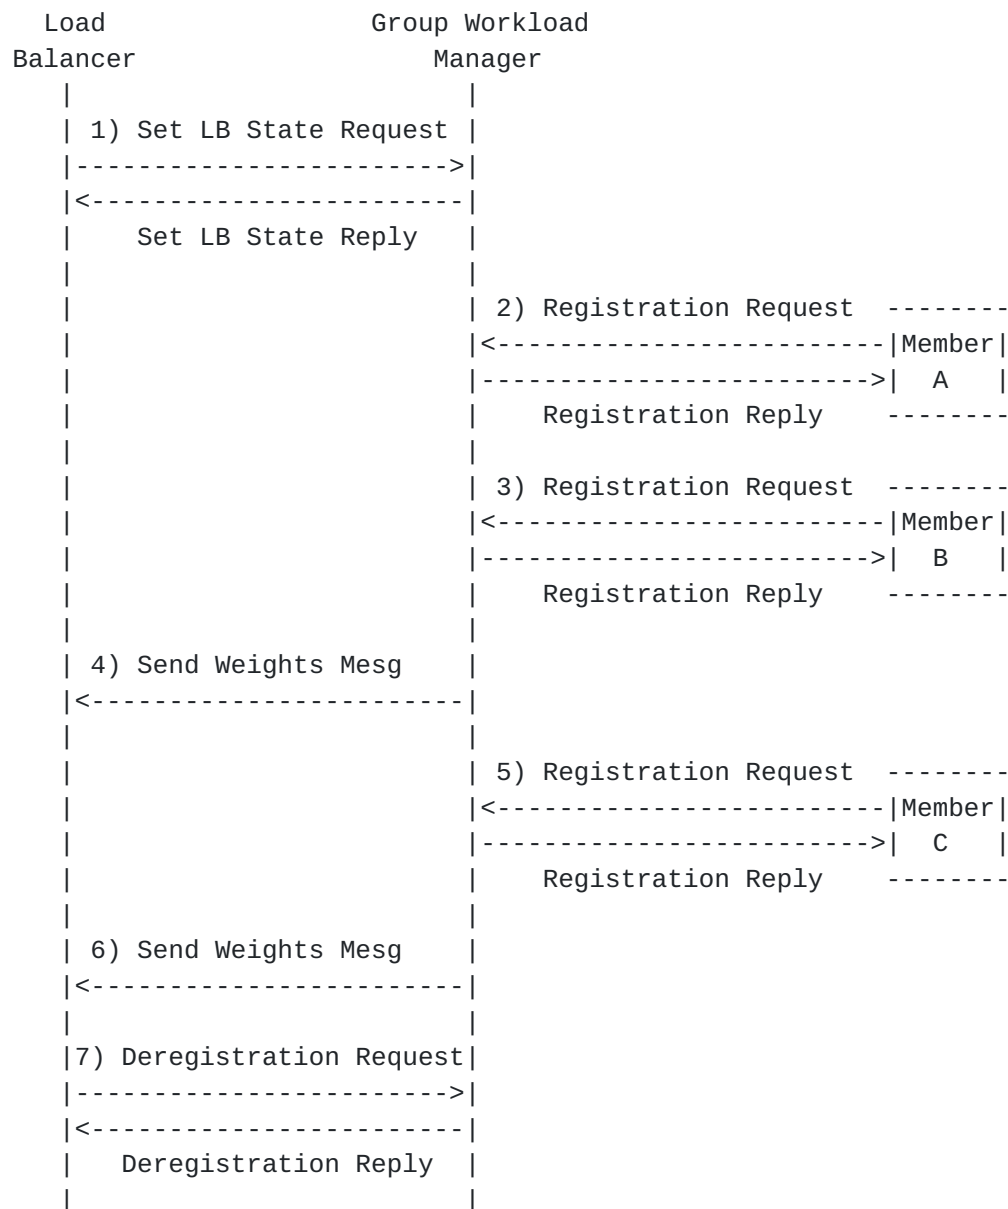 Load                 Group Workload
  Balancer                   Manager
     |                         |
     | 1) Set LB State Request |
     |------------------------>|
     |<------------------------|
     |    Set LB State Reply   |
     |                         |
     |                         | 2) Registration Request  --------
     |                         |<-------------------------|Member|
     |                         |------------------------->|  A   |
     |                         |    Registration Reply    --------
     |                         |
     |                         | 3) Registration Request  --------
     |                         |<-------------------------|Member|
     |                         |------------------------->|  B   |
     |                         |    Registration Reply    --------
     |                         |
     | 4) Send Weights Mesg    |
     |<------------------------|
     |                         |
     |                         | 5) Registration Request  --------
     |                         |<-------------------------|Member|
     |                         |------------------------->|  C   |
     |                         |    Registration Reply    --------
     |                         |
     | 6) Send Weights Mesg    |
     |<------------------------|
     |                         |
     |7) Deregistration Request|
     |------------------------>|
     |<------------------------|
     |   Deregistration Reply  |
     |                         |